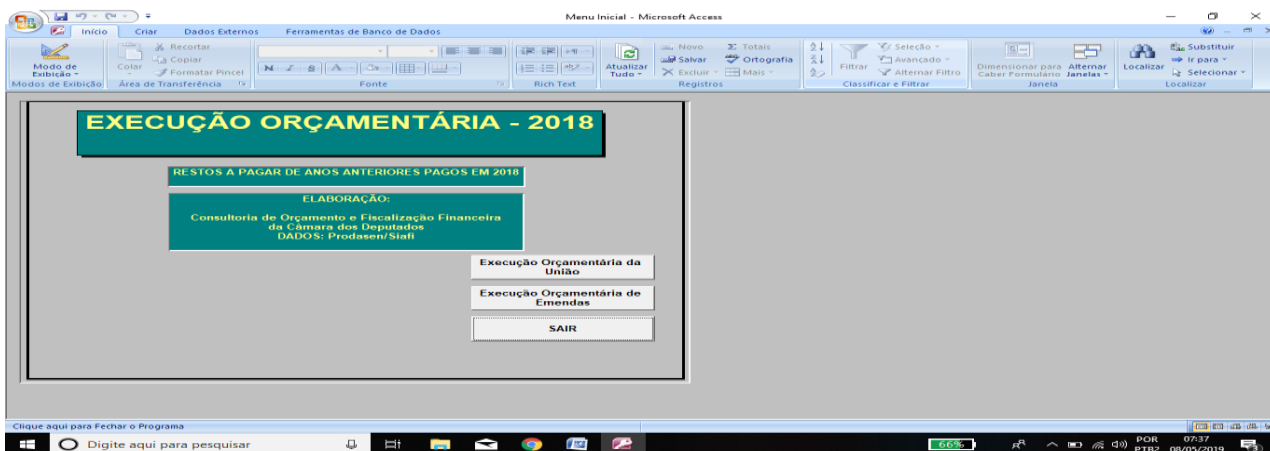 Menu Inicial - Microsoft Access
Início Criar Dados Externos Ferramentas de Banco de Dados
Modo de Exibição
Modos de Exibição
Colar
Recortar
Copiar
Formatar Pincel
Área de Transferência
N I S A
Fonte
Rich Text
Atualizar Tudo
Novo
Salvar
Excluir
Totais
Ortografia
Mais
Registros
Filtrar
Seleção
Avançado
Alternar Filtro
Classificar e Filtrar
Dimensionar para Caber Formulário
Alternar Janelas
Janela
Localizar
Substituir
Ir para
Selecionar
Localizar
EXECUÇÃO ORÇAMENTÁRIA - 2018
RESTOS A PAGAR DE ANOS ANTERIORES PAGOS EM 2018
ELABORAÇÃO:
Consultoria de Orçamento e Fiscalização Financeira
da Câmara dos Deputados
DADOS: Prodasen/Siafi
Execução Orçamentária da
União
Execução Orçamentária de
Emendas
SAIR
Clique aqui para Fechar o Programa
Digite aqui para pesquisar
66%
POR
PTB2
07:37
08/05/2019